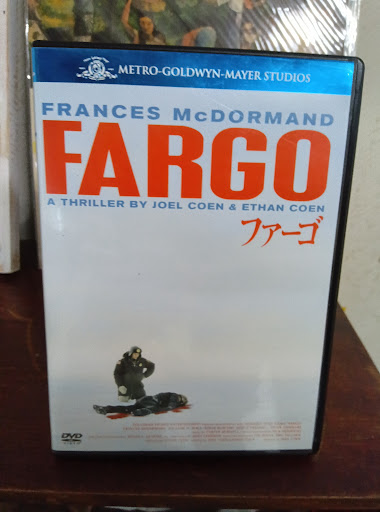 METRO-GOLDWYN-MAYER STUDIOS
FRANCES McDORMAND
FARGO
A THRILLER BY JOEL COEN & ETHAN COEN
ファーゴ
DVD